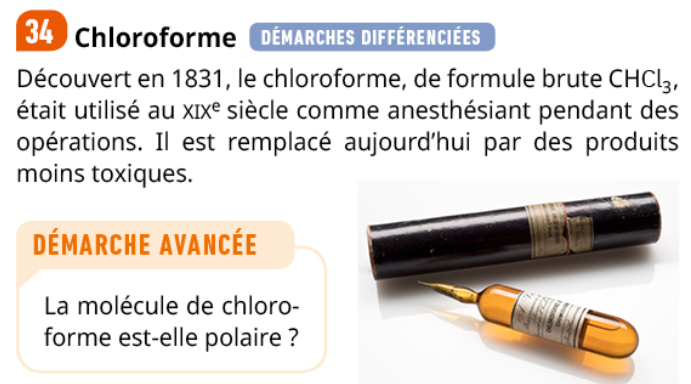 34 Chloroforme DÉMARCHES DIFFÉRENCIÉES
Découvert en 1831, le chloroforme, de formule brute CHCl₃,
était utilisé au XIXᵉ siècle comme anesthésiant pendant des
opérations. Il est remplacé aujourd’hui par des produits
moins toxiques.
DÉMARCHE AVANCÉE
La molécule de chloro-
forme est-elle polaire ?